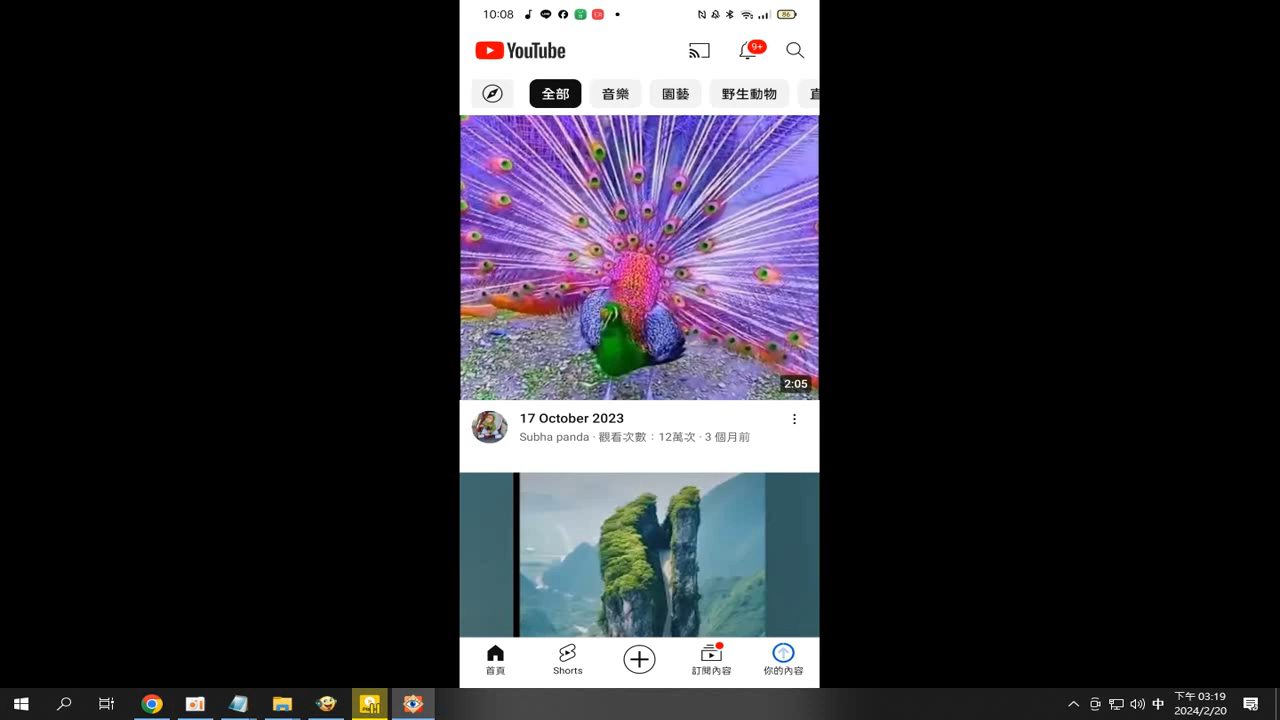 10:08
86
YouTube
9+
全部 音樂 園藝 野生動物
2:05
17 October 2023
Subha panda · 觀看次數：12萬次 · 3 個月前
首頁 Shorts 訂閱內容 你的內容
中
下午 03:19
2024/2/20